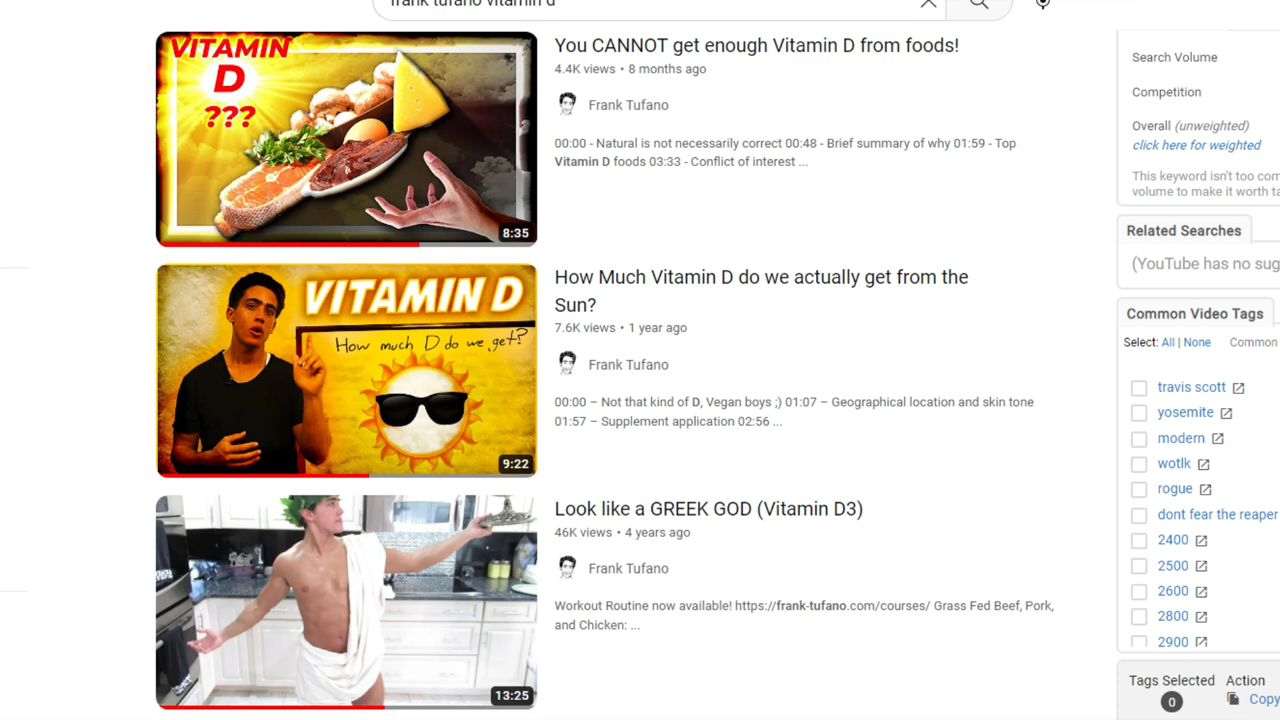 frank tufano vitamin d
VITAMIN
D
???
8:35
You CANNOT get enough Vitamin D from foods!
4.4K views • 8 months ago
Frank Tufano
00:00 - Natural is not necessarily correct 00:48 - Brief summary of why 01:59 - Top
Vitamin D foods 03:33 - Conflict of interest ...
VITAMIN D
How much D do we get?
9:22
How Much Vitamin D do we actually get from the
Sun?
7.6K views • 1 year ago
Frank Tufano
00:00 – Not that kind of D, Vegan boys ;) 01:07 – Geographical location and skin tone
01:57 – Supplement application 02:56 ...
13:25
Look like a GREEK GOD (Vitamin D3)
46K views • 4 years ago
Frank Tufano
Workout Routine now available! https://frank-tufano.com/courses/ Grass Fed Beef, Pork,
and Chicken: ...
Search Volume
Competition
Overall (unweighted)
click here for weighted
This keyword isn't too com
volume to make it worth ta
Related Searches
(YouTube has no sug
Common Video Tags
Select: All | None Common
travis scott
yosemite
modern
wotlk
rogue
dont fear the reaper
2400
2500
2600
2800
2900
Tags Selected Action
0 Copy